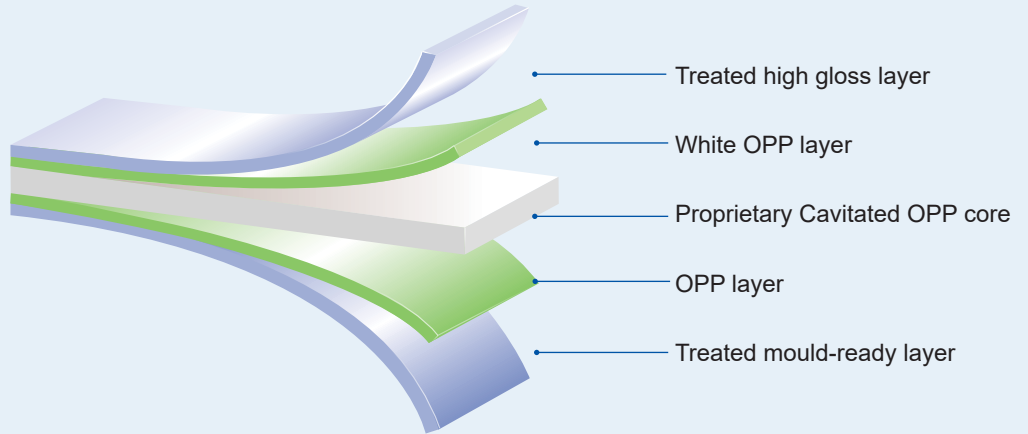 Treated high gloss layer
White OPP layer
Proprietary Cavitated OPP core
OPP layer
Treated mould-ready layer